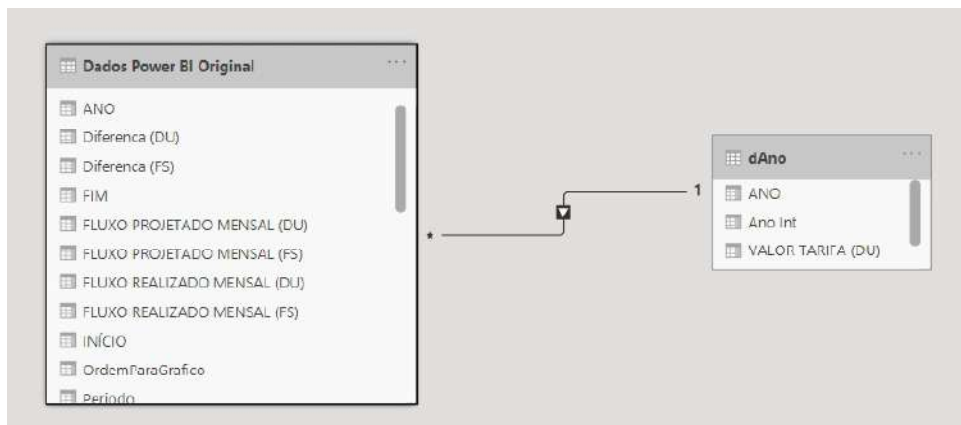 Dados Power BI Original
ANO
Diferenca (DU)
Diferenca (FS)
FIM
FLUXO PROJETADO MENSAL (DU)
FLUXO PROJETADO MENSAL (FS)
FLUXO REALIZADO MENSAL (DU)
FLUXO REALIZADO MENSAL (FS)
INÍCIO
OrdemParaGrafico
Periodo
*
1
dAno
ANO
Ano Int
VALOR TARIFA (DU)